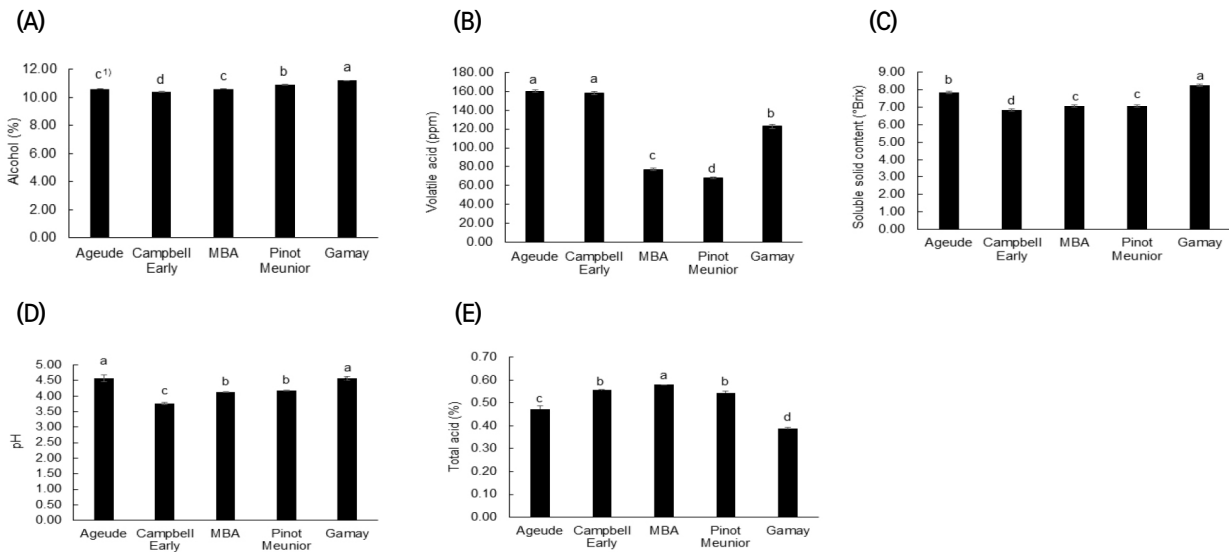 (A)
Alcohol (%)
12.00
10.00
8.00
6.00
4.00
2.00
0.00
c1)
d
c
b
a
Ageude
Campbell
Early
MBA
Pinot
Meunior
Gamay
(B)
Volatile acid (ppm)
180.00
160.00
140.00
120.00
100.00
80.00
60.00
40.00
20.00
0.00
a
a
c
d
b
Ageude
Campbell
Early
MBA
Pinot
Meunior
Gamay
(C)
Soluble solid content (°Brix)
9.00
8.00
7.00
6.00
5.00
4.00
3.00
2.00
1.00
0.00
b
d
c
c
a
Ageude
Campbell
Early
MBA
Pinot
Meunior
Gamay
(D)
pH
5.00
4.50
4.00
3.50
3.00
2.50
2.00
1.50
1.00
0.50
0.00
a
c
b
b
a
Ageude
Campbell
Early
MBA
Pinot
Meunior
Gamay
(E)
Total acid (%)
0.70
0.60
0.50
0.40
0.30
0.20
0.10
0.00
c
b
a
b
d
Ageude
Campbell
Early
MBA
Pinot
Meunior
Gamay